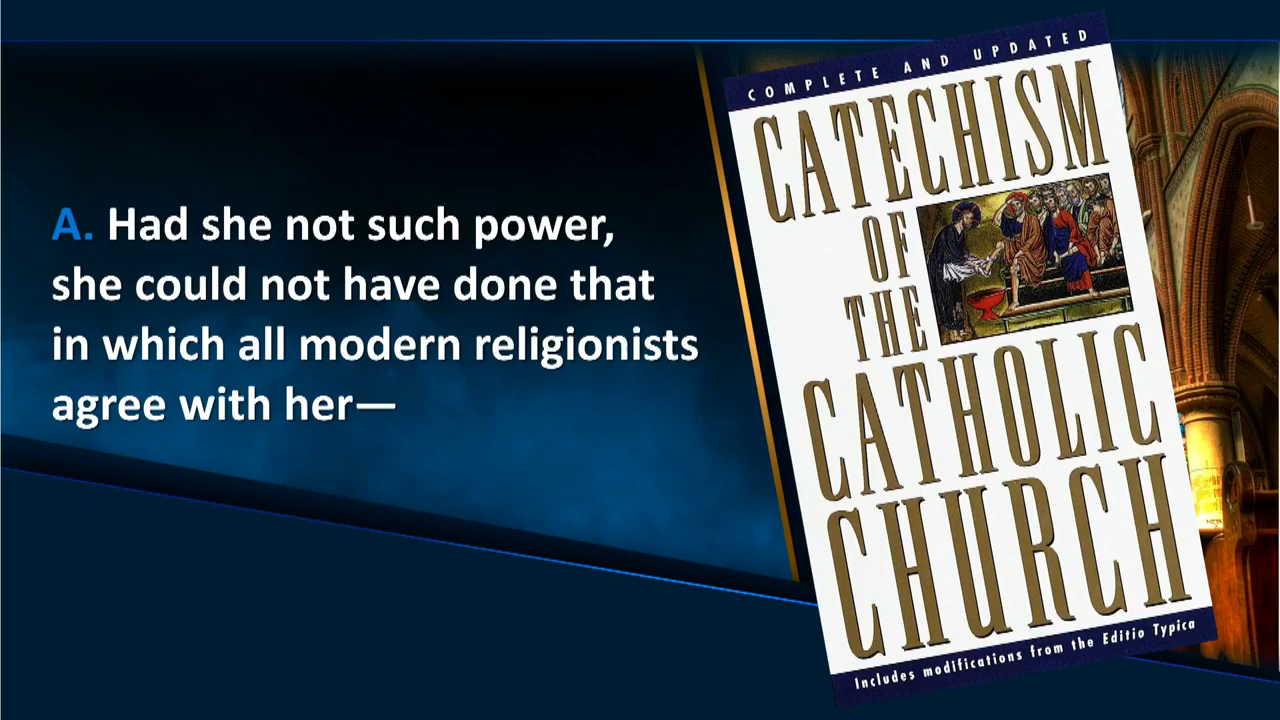 A. Had she not such power,
she could not have done that
in which all modern religionists
agree with her—
COMPLETE AND UPDATED
CATECHISM
OF
THE
CATHOLIC
CHURCH
Includes modifications from the Editio Typica